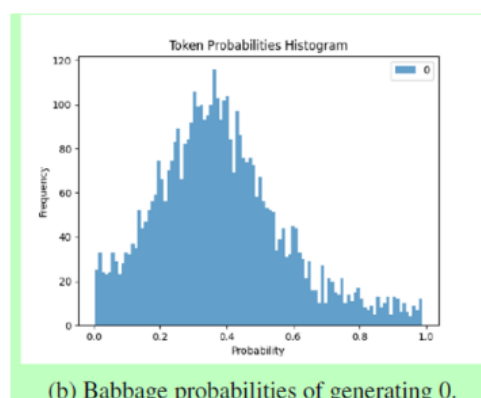 Token Probabilities Histogram
0
120
100
80
60
40
20
0
Frequency
0.0 0.2 0.4 0.6 0.8 1.0
Probability
(b) Babbage probabilities of generating 0.